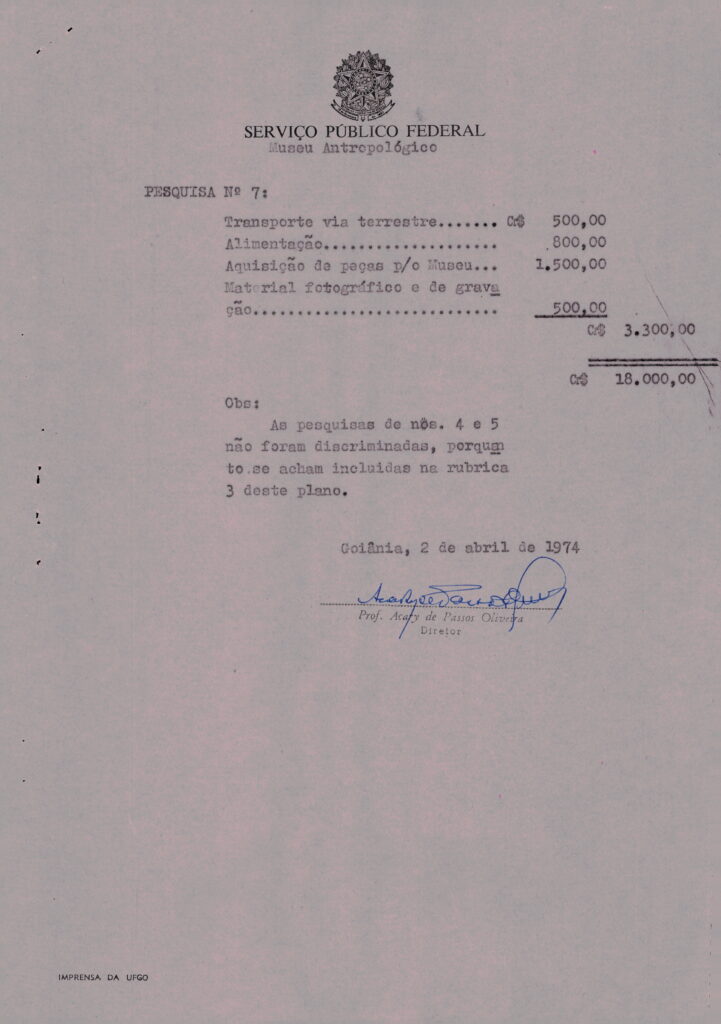 SERVIÇO PÚBLICO FEDERAL
Museu Antropológico
PESQUISA Nº 7:
Transporte via terrestre....... Cr$ 500,00
Alimentação.................... 800,00
Aquisição de peças p/o Museu... 1.500,00
Material fotográfico e de grava
ção............................ 500,00
Cr$ 3.300,00
Cr$ 18.000,00
Obs:
As pesquisas de nºs. 4 e 5
não foram discriminadas, porquan
to.se acham incluidas na rubrica
3 deste plano.
Goiânia, 2 de abril de 1974
Prof. Acary de Passos Oliveira
Diretor
IMPRENSA DA UFGO